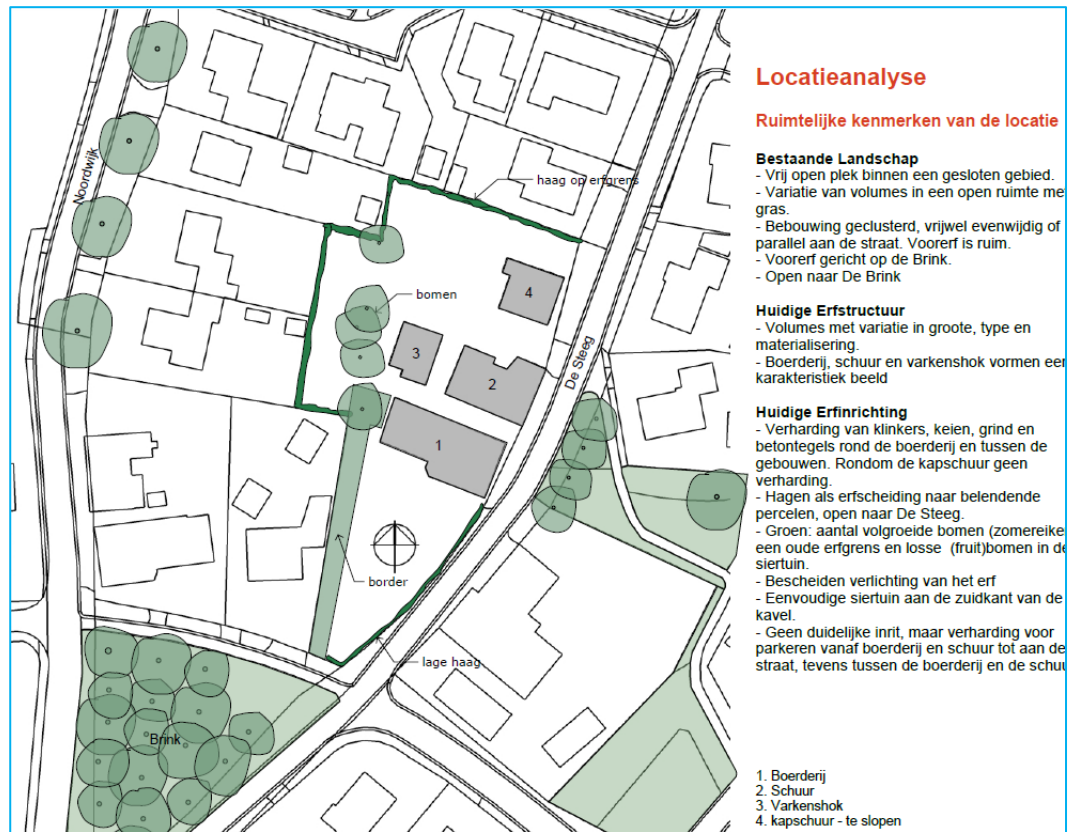 Noordwijk
haag op erfgrens
bomen
4
3
2
1
De Steeg
border
lage haag
Brink
Locatieanalyse
Ruimtelijke kenmerken van de locatie
Bestaande Landschap
- Vrij open plek binnen een gesloten gebied.
- Variatie van volumes in een open ruimte me
gras.
- Bebouwing geclusterd, vrijwel evenwijdig of
parallel aan de straat. Voorerf is ruim.
- Voorerf gericht op de Brink.
- Open naar De Brink
Huidige Erfstructuur
- Volumes met variatie in groote, type en
materialisering.
- Boerderij, schuur en varkenshok vormen eer
karakteristiek beeld
Huidige Erfinrichting
- Verharding van klinkers, keien, grind en
betontegels rond de boerderij en tussen de
gebouwen. Rondom de kapschuur geen
verharding.
- Hagen als erfscheiding naar belendende
percelen, open naar De Steeg.
- Groen: aantal volgroeide bomen (zomereike
een oude erfgrens en losse (fruit)bomen in de
siertuin.
- Bescheiden verlichting van het erf
- Eenvoudige siertuin aan de zuidkant van de
kavel.
- Geen duidelijke inrit, maar verharding voor
parkeren vanaf boerderij en schuur tot aan de
straat, tevens tussen de boerderij en de schuu
1. Boerderij
2. Schuur
3. Varkenshok
4. kapschuur - te slopen